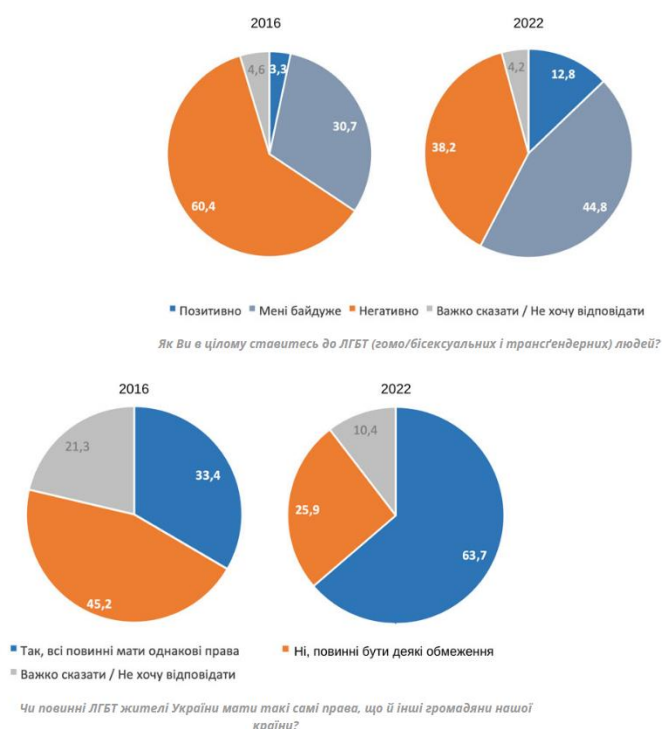 2016
2022
4,6
3,3
12,8
4,2
30,7
38,2
60,4
44,8
Позитивно Мені байдуже Негативно Важко сказати / Не хочу відповідати
Як Ви в цілому ставитесь до ЛГБТ (гомо/бісексуальних і трансґендерних) людей?
2016
2022
21,3
33,4
10,4
25,9
45,2
63,7
Так, всі повинні мати однакові права
Ні, повинні бути деякі обмеження
Важко сказати / Не хочу відповідати
Чи повинні ЛГБТ жителі України мати такі самі права, що й інші громадяни нашої
країни?